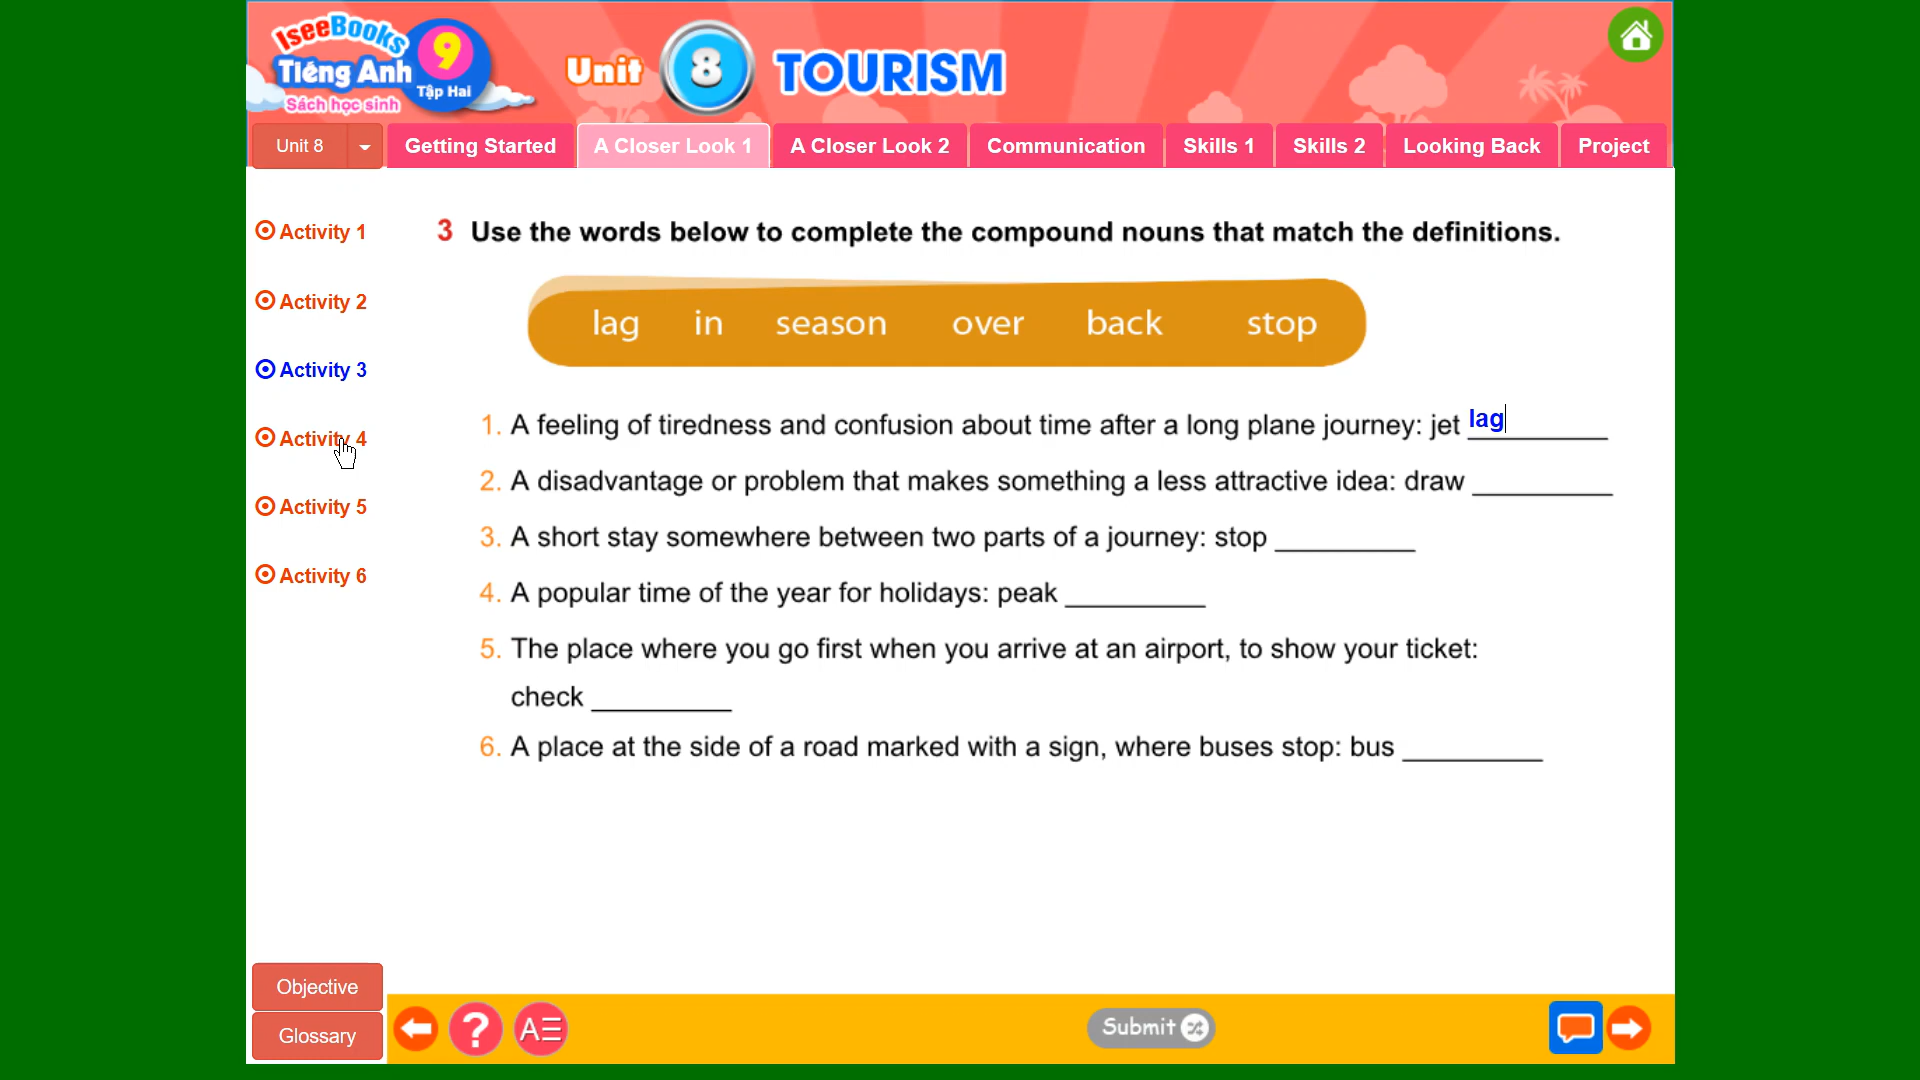 IseeBooks
Tiếng Anh 9
Tập Hai
Sách học sinh
Unit 8 TOURISM
Unit 8 Getting Started A Closer Look 1 A Closer Look 2 Communication Skills 1 Skills 2 Looking Back Project
Activity 1
Activity 2
Activity 3
Activity 4
Activity 5
Activity 6
3 Use the words below to complete the compound nouns that match the definitions.
lag in season over back stop
1. A feeling of tiredness and confusion about time after a long plane journey: jet lag
2. A disadvantage or problem that makes something a less attractive idea: draw __________
3. A short stay somewhere between two parts of a journey: stop __________
4. A popular time of the year for holidays: peak __________
5. The place where you go first when you arrive at an airport, to show your ticket:
check __________
6. A place at the side of a road marked with a sign, where buses stop: bus __________
Objective
Glossary
? A Submit